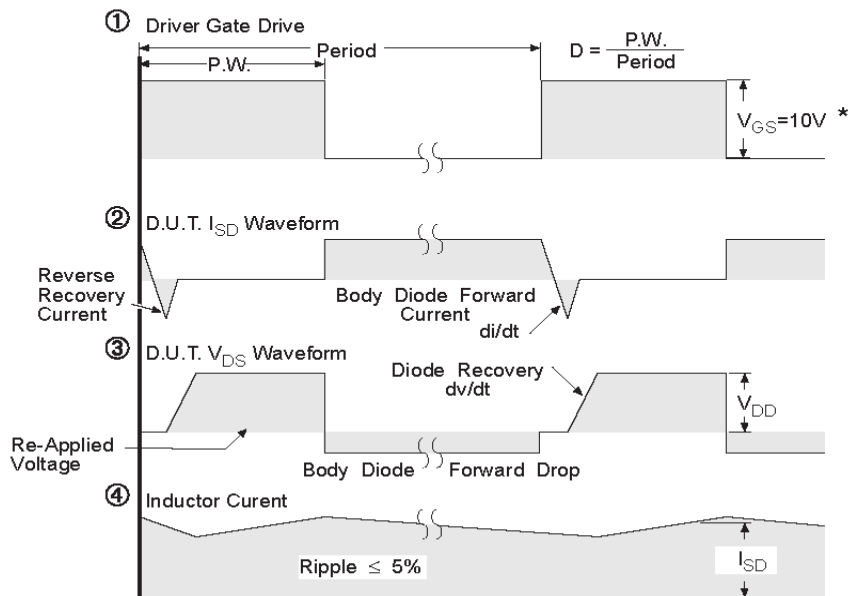 ① Driver Gate Drive
Period
P.W.
D = P.W. / Period
V_GS=10V *
② D.U.T. I_SD Waveform
Reverse
Recovery
Current
Body Diode Forward
Current
di/dt
③ D.U.T. V_DS Waveform
Diode Recovery
dv/dt
V_DD
Re-Applied
Voltage
Body Diode Forward Drop
④ Inductor Curent
Ripple ≤ 5%
I_SD